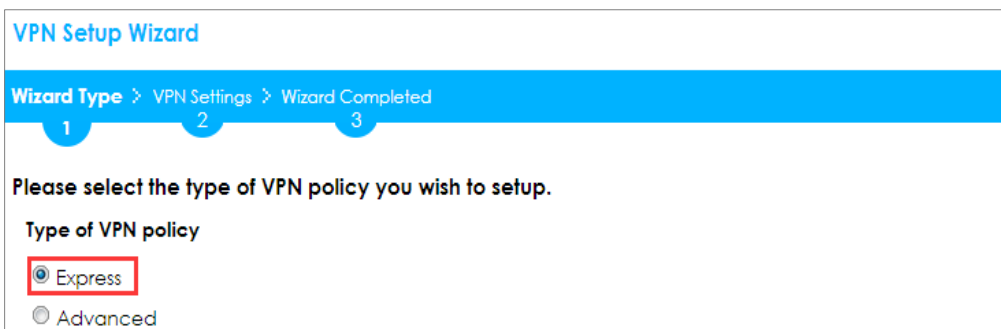 VPN Setup Wizard
Wizard Type > VPN Settings > Wizard Completed
1 2 3
Please select the type of VPN policy you wish to setup.
Type of VPN policy
Express
Advanced